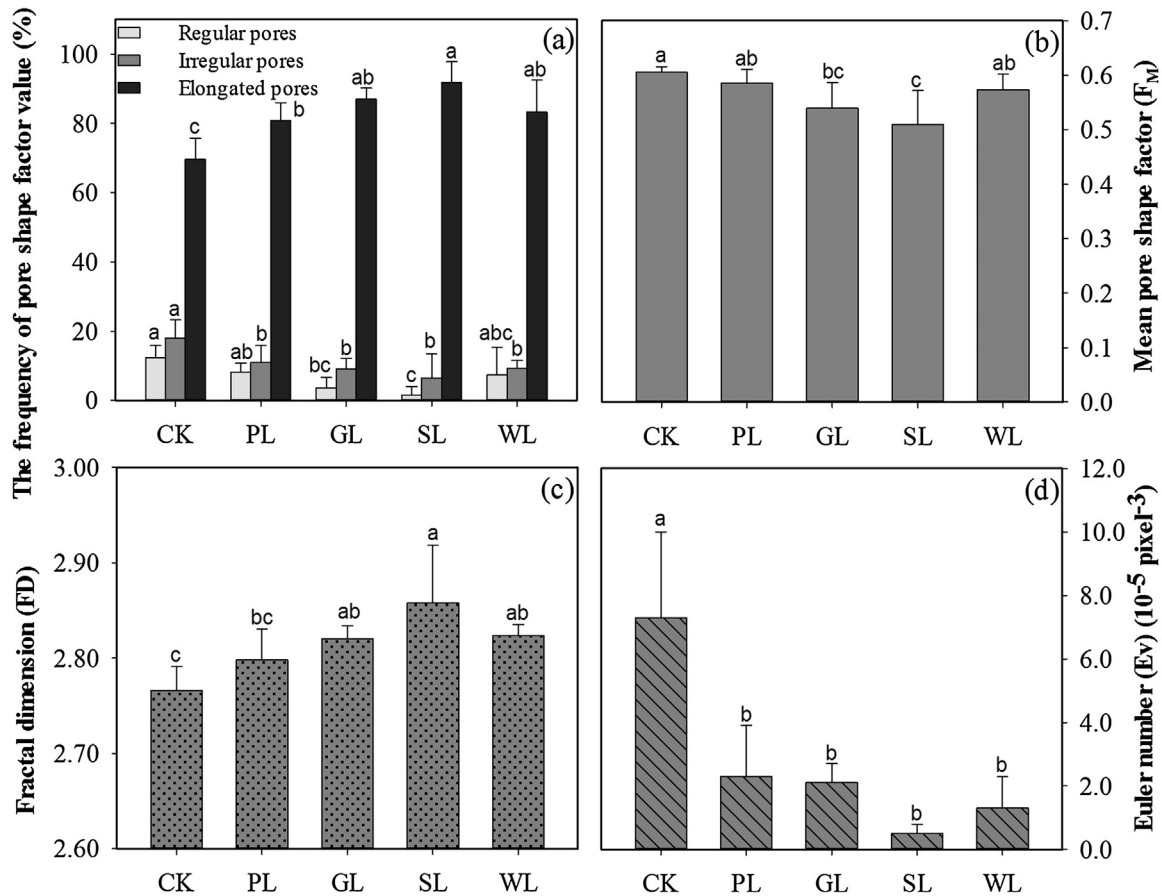 The frequency of pore shape factor value (%)
100
80
60
40
20
0
Regular pores
Irregular pores
Elongated pores
(a)
a a c
ab b b
bc b ab
c b a
abc b ab
CK PL GL SL WL
(b)
a ab bc c ab
0.7
0.6
0.5
0.4
0.3
0.2
0.1
0.0
Mean pore shape factor (F_M)
CK PL GL SL WL
Fractal dimension (FD)
3.00
2.90
2.80
2.70
2.60
(c)
c bc ab a ab
CK PL GL SL WL
(d)
a b b b b
12.0
10.0
8.0
6.0
4.0
2.0
0.0
Euler number (Ev) (10⁻⁵ pixel⁻³)
CK PL GL SL WL